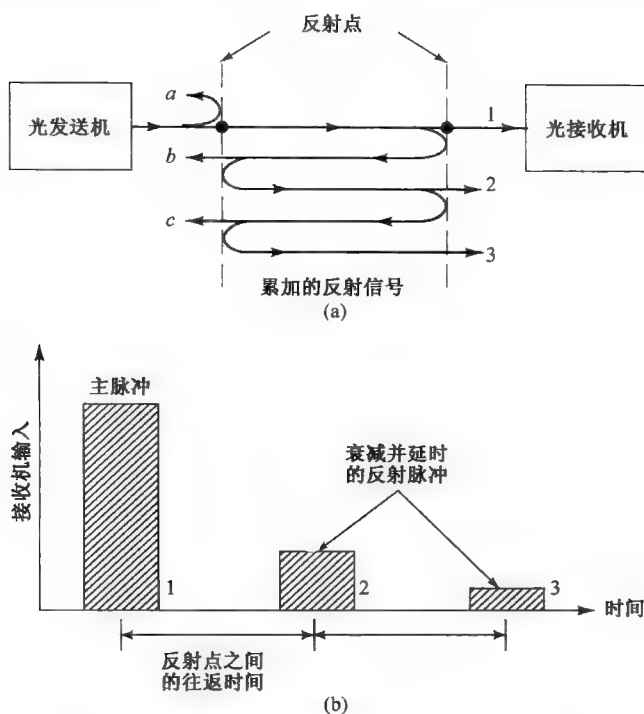 反射点
光发送机
a
1
光接收机
b
2
c
3
累加的反射信号
(a)
接收机输入
主脉冲
衰减并延时
的反射脉冲
1
2
3
时间
反射点之间
的往返时间
(b)